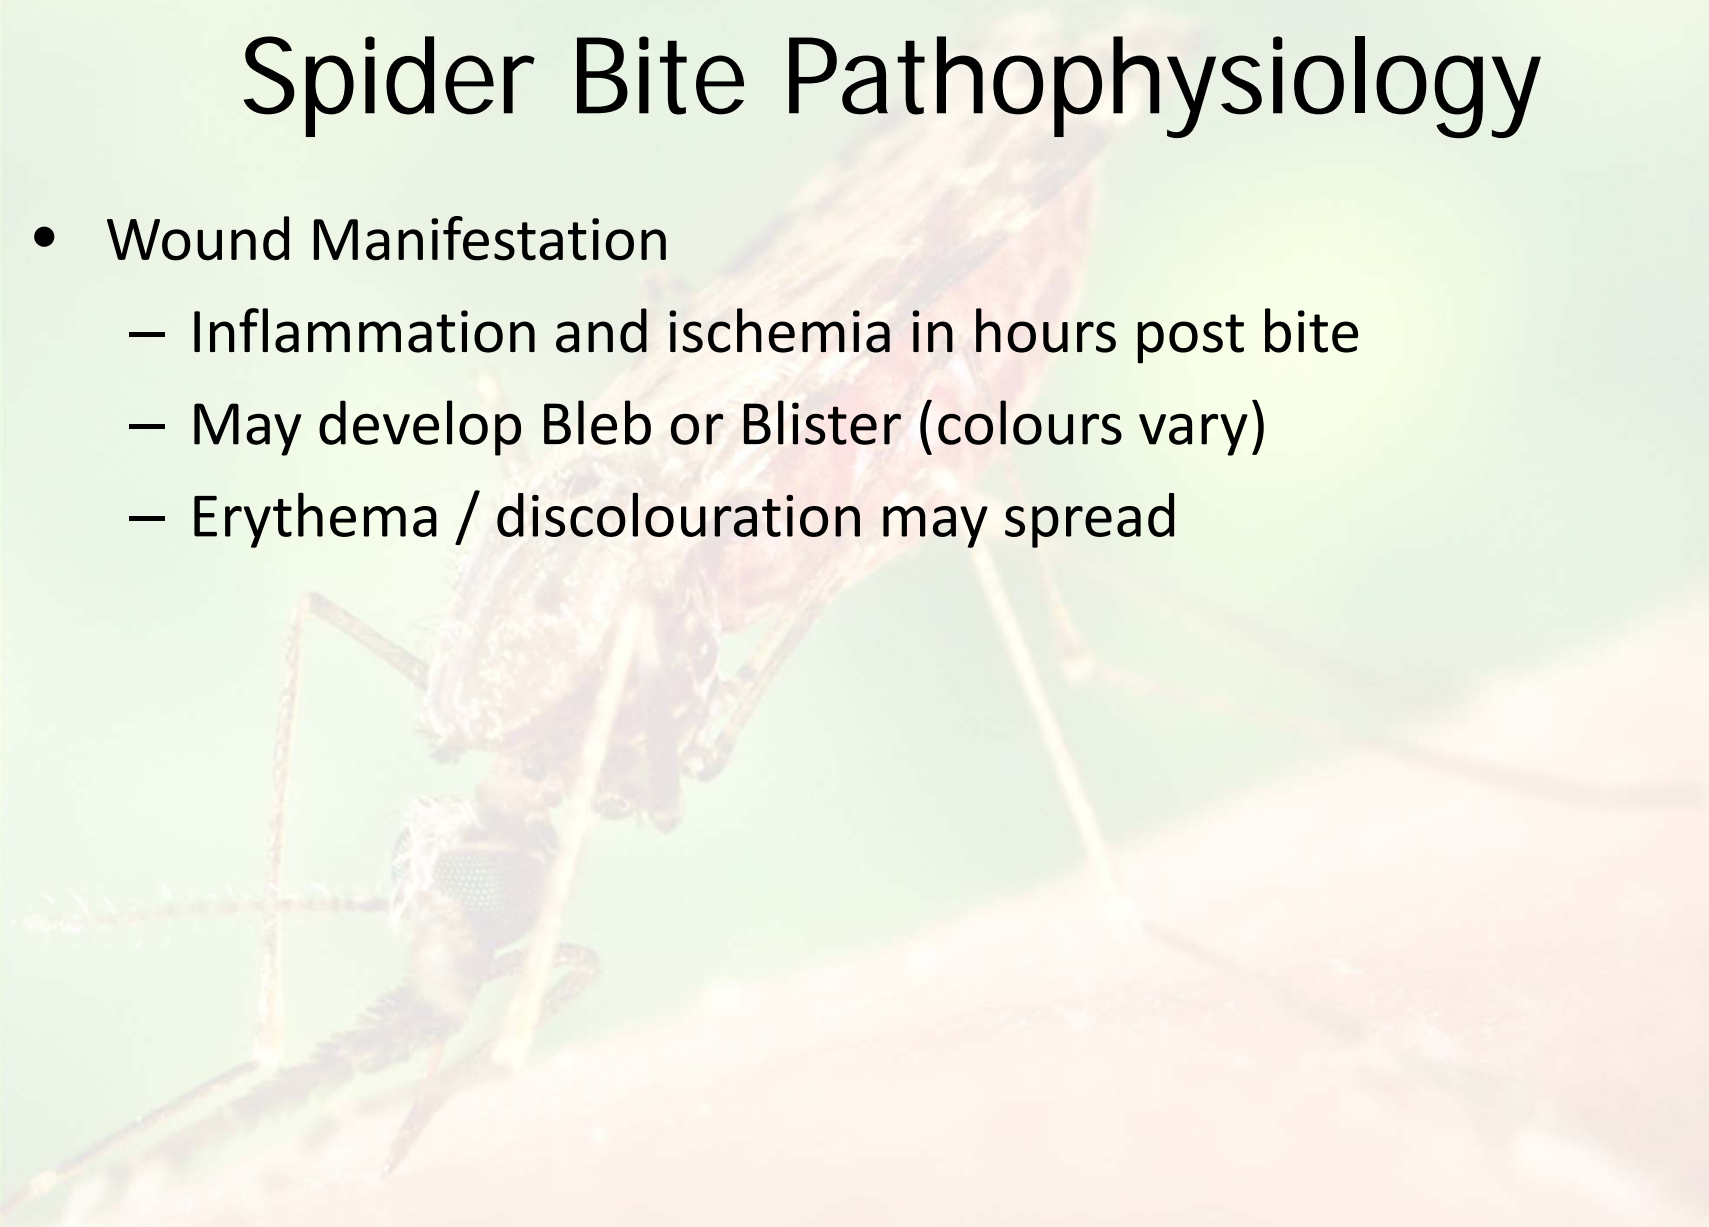 Spider Bite Pathophysiology
• Wound Manifestation
– Inflammation and ischemia in hours post bite
– May develop Bleb or Blister (colours vary)
– Erythema / discolouration may spread